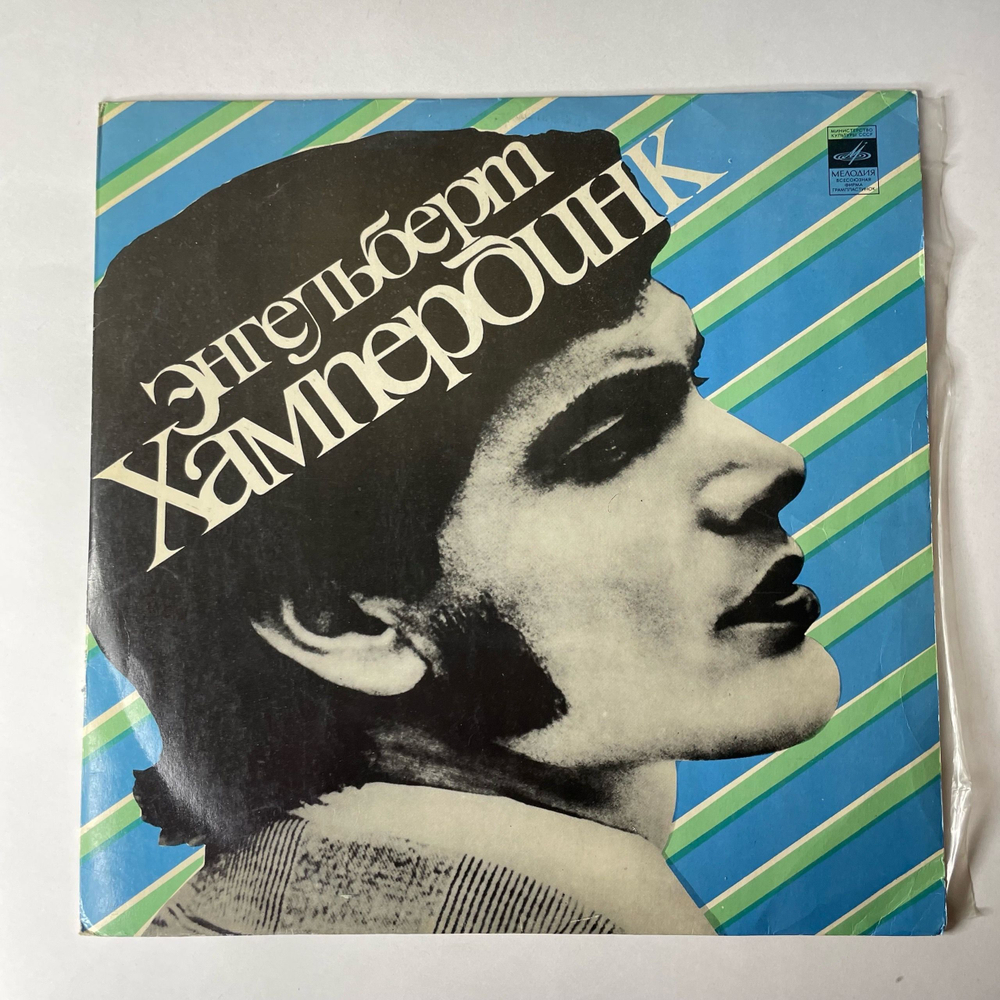 Энгельберт
Хампердинк
МИНИСТЕРСТВО
КУЛЬТУРЫ СССР
МЕЛОДИЯ
ВСЕСОЮЗНАЯ
ФИРМА
ГРАМПЛАСТИНОК